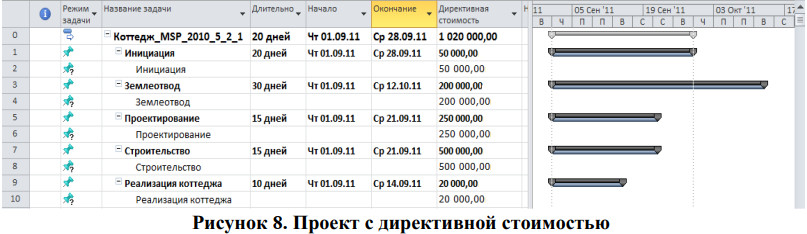 Режим задачи Название задачи Длительно Начало Окончание Директивная стоимость Н
11 05 Сен '11 19 Сен '11 03 Окт '11 17
В Ч П П В С В Ч П П В С
0 Коттедж_MSP_2010_5_2_1 20 дней Чт 01.09.11 Ср 28.09.11 1 020 000,00
1 Инициация 20 дней Чт 01.09.11 Ср 28.09.11 50 000,00
2 Инициация 50 000,00
3 Землеотвод 30 дней Чт 01.09.11 Ср 12.10.11 200 000,00
4 Землеотвод 200 000,00
5 Проектирование 15 дней Чт 01.09.11 Ср 21.09.11 250 000,00
6 Проектирование 250 000,00
7 Строительство 15 дней Чт 01.09.11 Ср 21.09.11 500 000,00
8 Строительство 500 000,00
9 Реализация коттеджа 10 дней Чт 01.09.11 Ср 14.09.11 20 000,00
10 Реализация коттеджа 20 000,00
Рисунок 8. Проект с директивной стоимостью